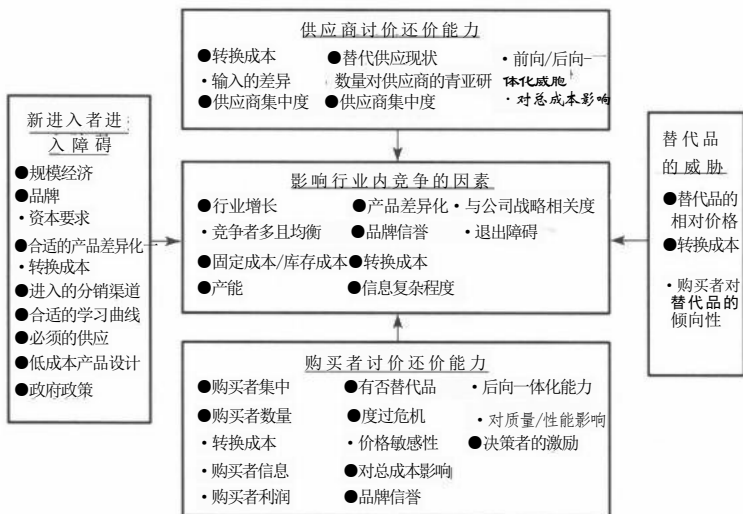 供应商讨价还价能力
●转换成本 ●替代供应现状 ・前向/后向一
・输入的差异 数量对供应商的青亚研 体化威胞
●供应商集中度 ●供应商集中度 ・对总成本影响
新进入者进
入障碍
●规模经济
●品牌
・资本要求
●合适的产品差异化
・转换成本
●进入的分销渠道
●合适的学习曲线
●必须的供应
●低成本产品设计
●政府政策
影响行业内竞争的因素
●行业增长 ●产品差异化 ・与公司战略相关度
・竞争者多且均衡 ●品牌信誉 ・退出障碍
●固定成本/库存成本 ●转换成本
●产能 ●信息复杂程度
替代品
的威胁
●替代品的
相对价格
●转换成本
・购买者对
替代品的
倾向性
购买者讨价还价能力
●购买者集中 ●有否替代品 ・后向一体化能力
●购买者数量 ●度过危机 ・对质量/性能影响
・转换成本 ・价格敏感性 ●决策者的激励
・购买者信息 ●对总成本影响
・购买者利润 ●品牌信誉